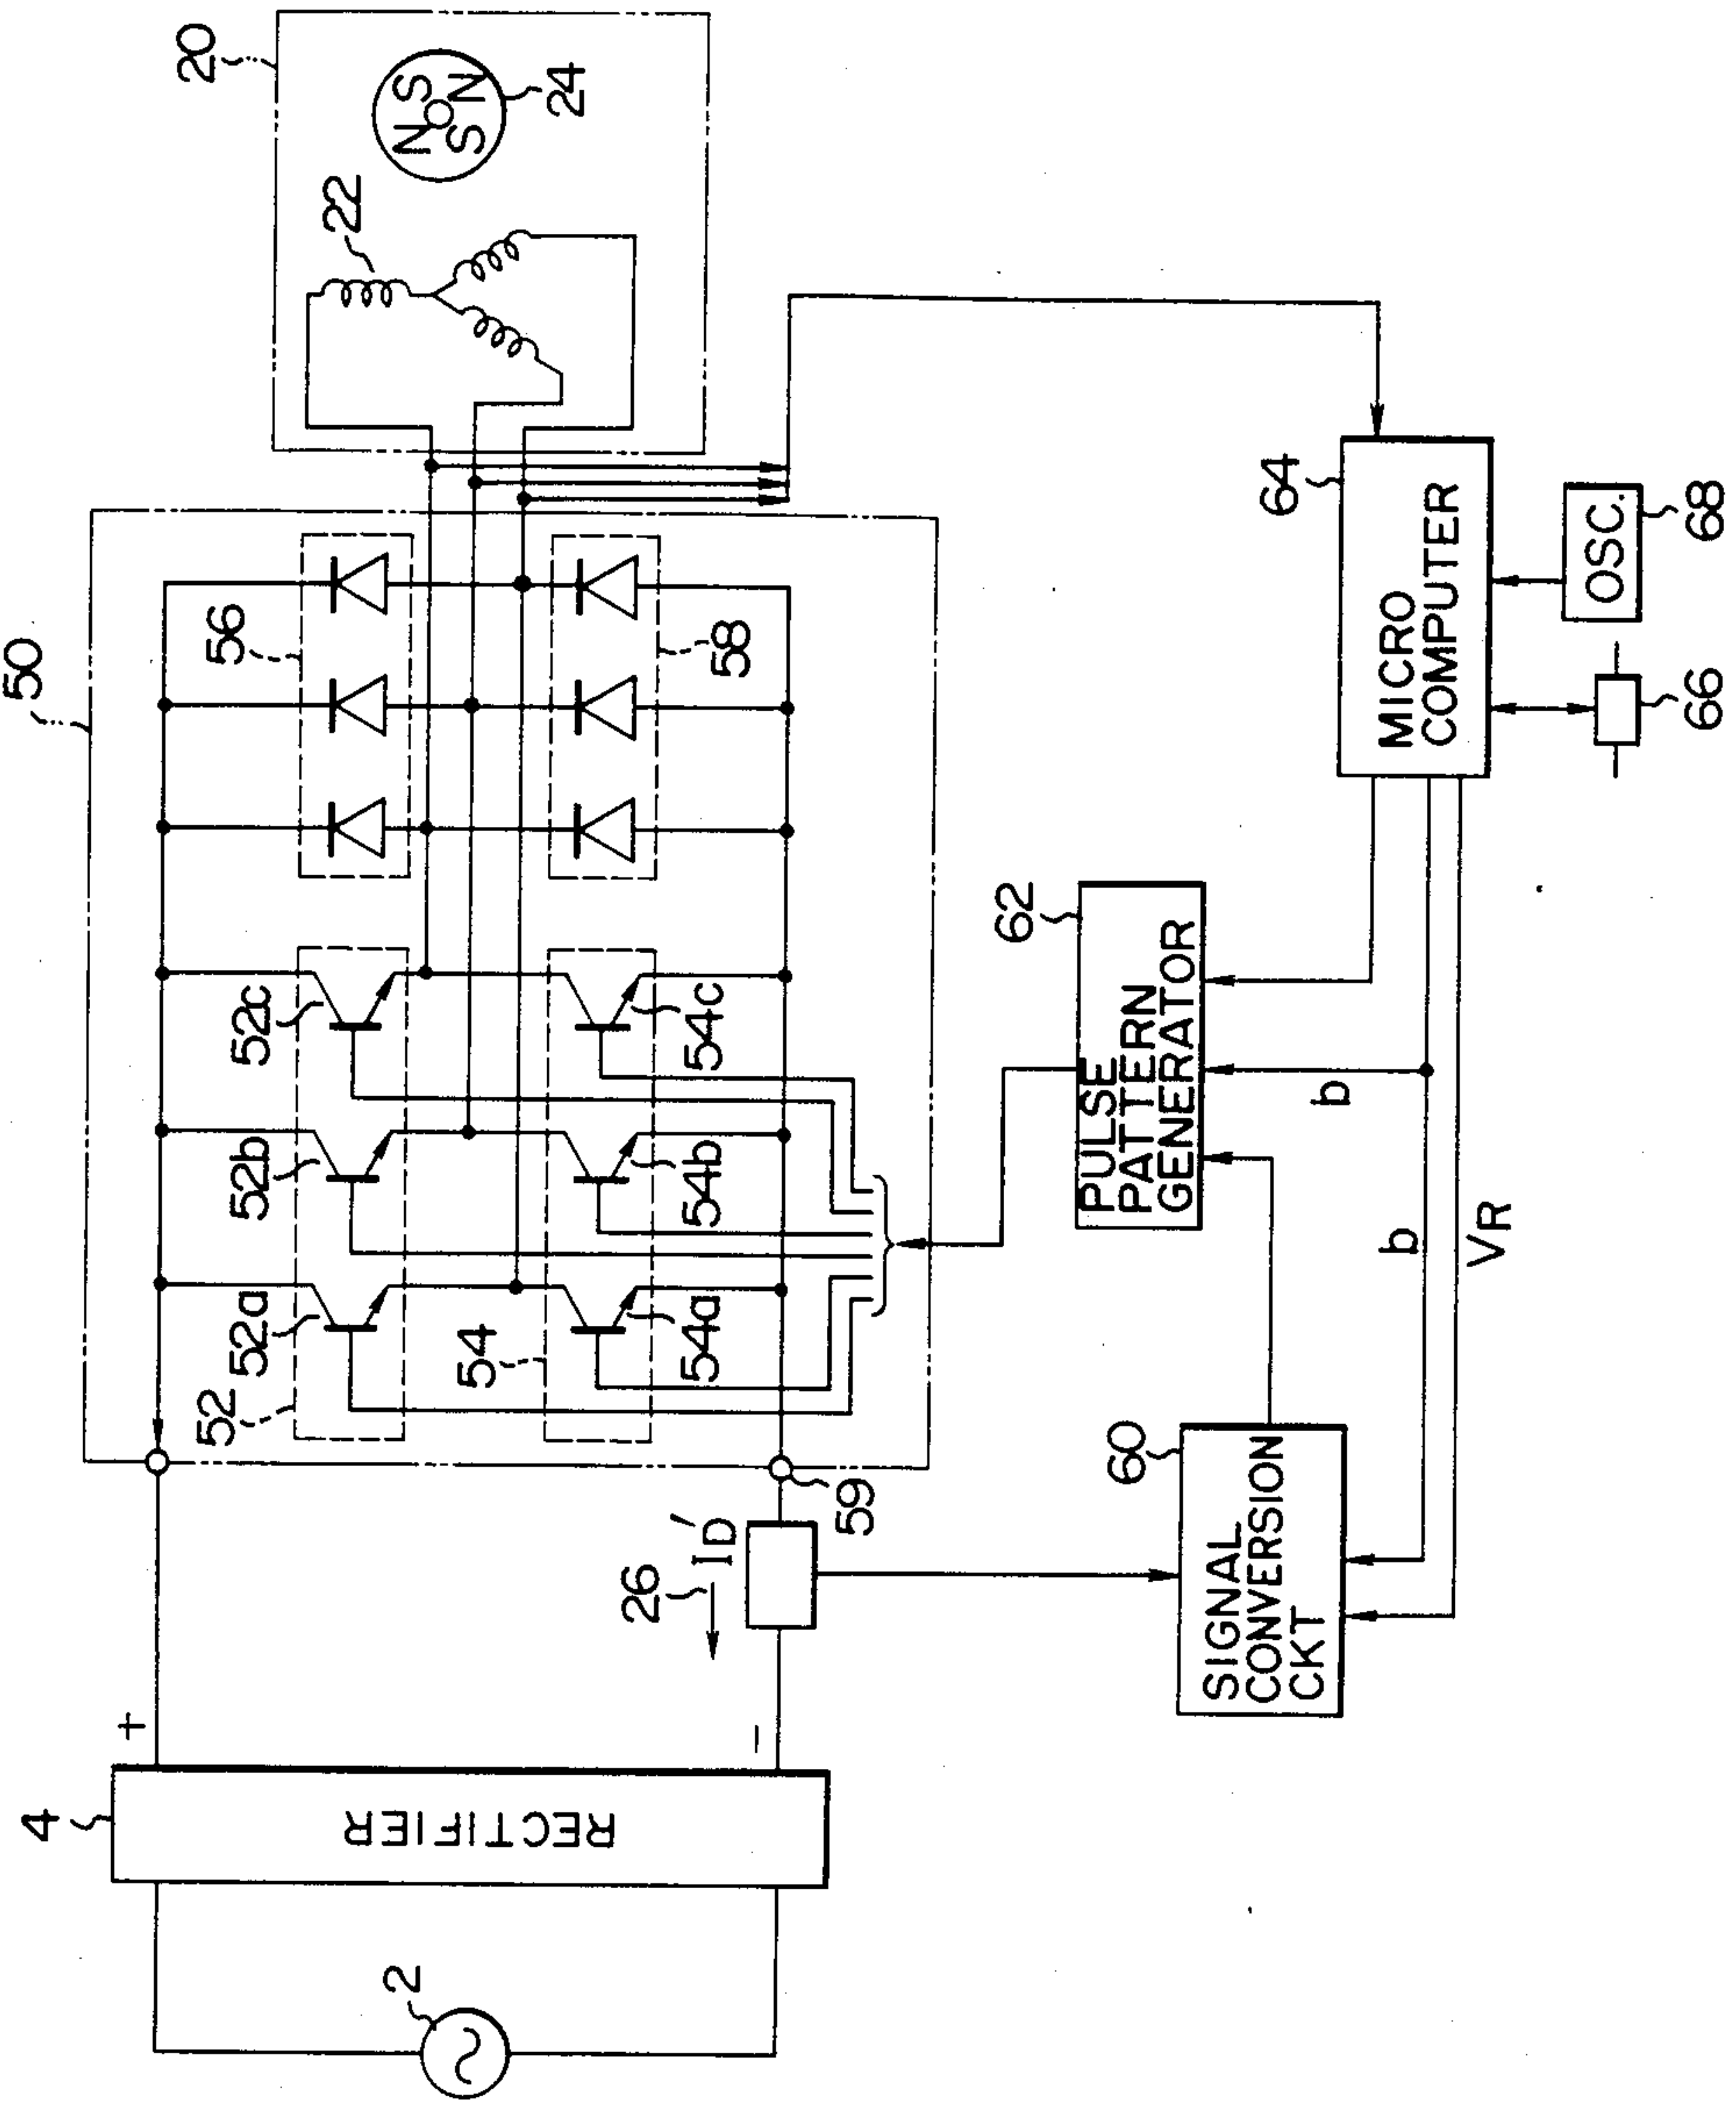 50
20
4
+
56
22
N S
S N
24
52
52a
52b
52c
2
RECTIFIER
54
58
26
I_D'
54a
54b
54c
−
59
62
64
60
PULSE
PATTERN
GENERATOR
SIGNAL
CONVERSION
CKT
b
MICRO
COMPUTER
b
VR
66
OSC.
68